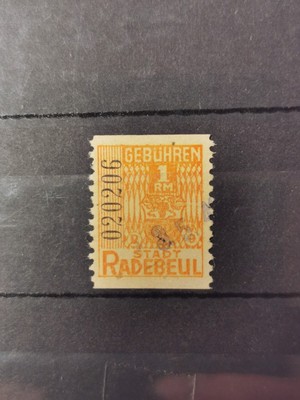 020206
GEBÜHREN
1
RM.
STADT
RADEBEUL